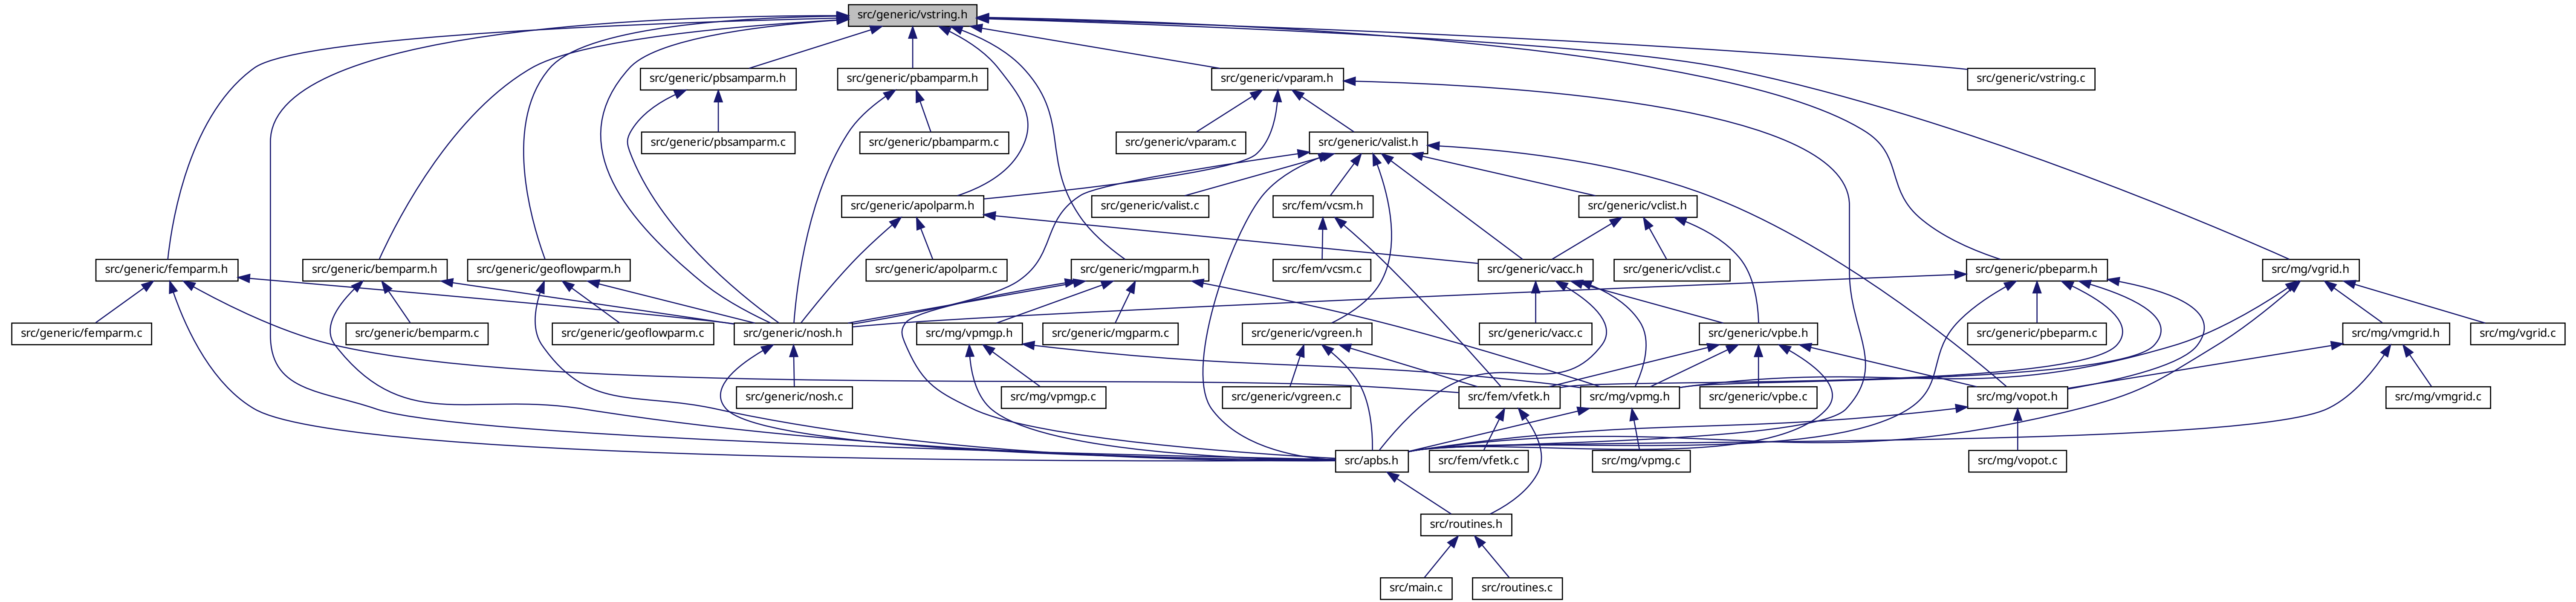 src/generic/vstring.h
src/generic/pbsamparm.h
src/generic/pbamparm.h
src/generic/vparam.h
src/generic/vstring.c
src/generic/pbsamparm.c
src/generic/pbamparm.c
src/generic/vparam.c
src/generic/valist.h
src/generic/apolparm.h
src/generic/valist.c
src/fem/vcsm.h
src/generic/vclist.h
src/generic/femparm.h
src/generic/bemparm.h
src/generic/geoflowparm.h
src/generic/apolparm.c
src/generic/mgparm.h
src/fem/vcsm.c
src/generic/vacc.h
src/generic/vclist.c
src/generic/pbeparm.h
src/mg/vgrid.h
src/generic/femparm.c
src/generic/bemparm.c
src/generic/geoflowparm.c
src/generic/nosh.h
src/mg/vpmgp.h
src/generic/mgparm.c
src/generic/vgreen.h
src/generic/vacc.c
src/generic/vpbe.h
src/generic/pbeparm.c
src/mg/vmgrid.h
src/mg/vgrid.c
src/generic/nosh.c
src/mg/vpmgp.c
src/generic/vgreen.c
src/fem/vfetk.h
src/mg/vpmg.h
src/generic/vpbe.c
src/mg/vopot.h
src/mg/vmgrid.c
src/apbs.h
src/fem/vfetk.c
src/mg/vpmg.c
src/mg/vopot.c
src/routines.h
src/main.c
src/routines.c